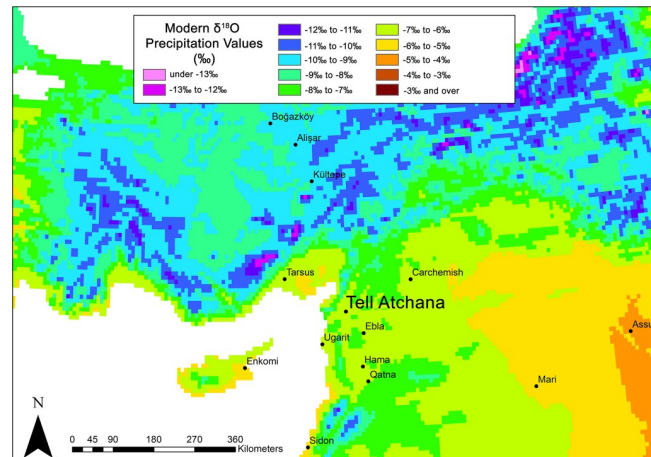 Modern δ¹⁸O
Precipitation Values
(‰)
under -13‰
-13‰ to -12‰
-12‰ to -11‰
-11‰ to -10‰
-10‰ to -9‰
-9‰ to -8‰
-8‰ to -7‰
-7‰ to -6‰
-6‰ to -5‰
-5‰ to -4‰
-4‰ to -3‰
-3‰ and over
Boğazköy
Alişar
Kültepe
Tarsus
Carchemish
Tell Atchana
Assu
Ebla
Ugarit
Enkomi
Hama
Qatna
Mari
N
0 45 90 180 270 360
Kilometers
Sidon